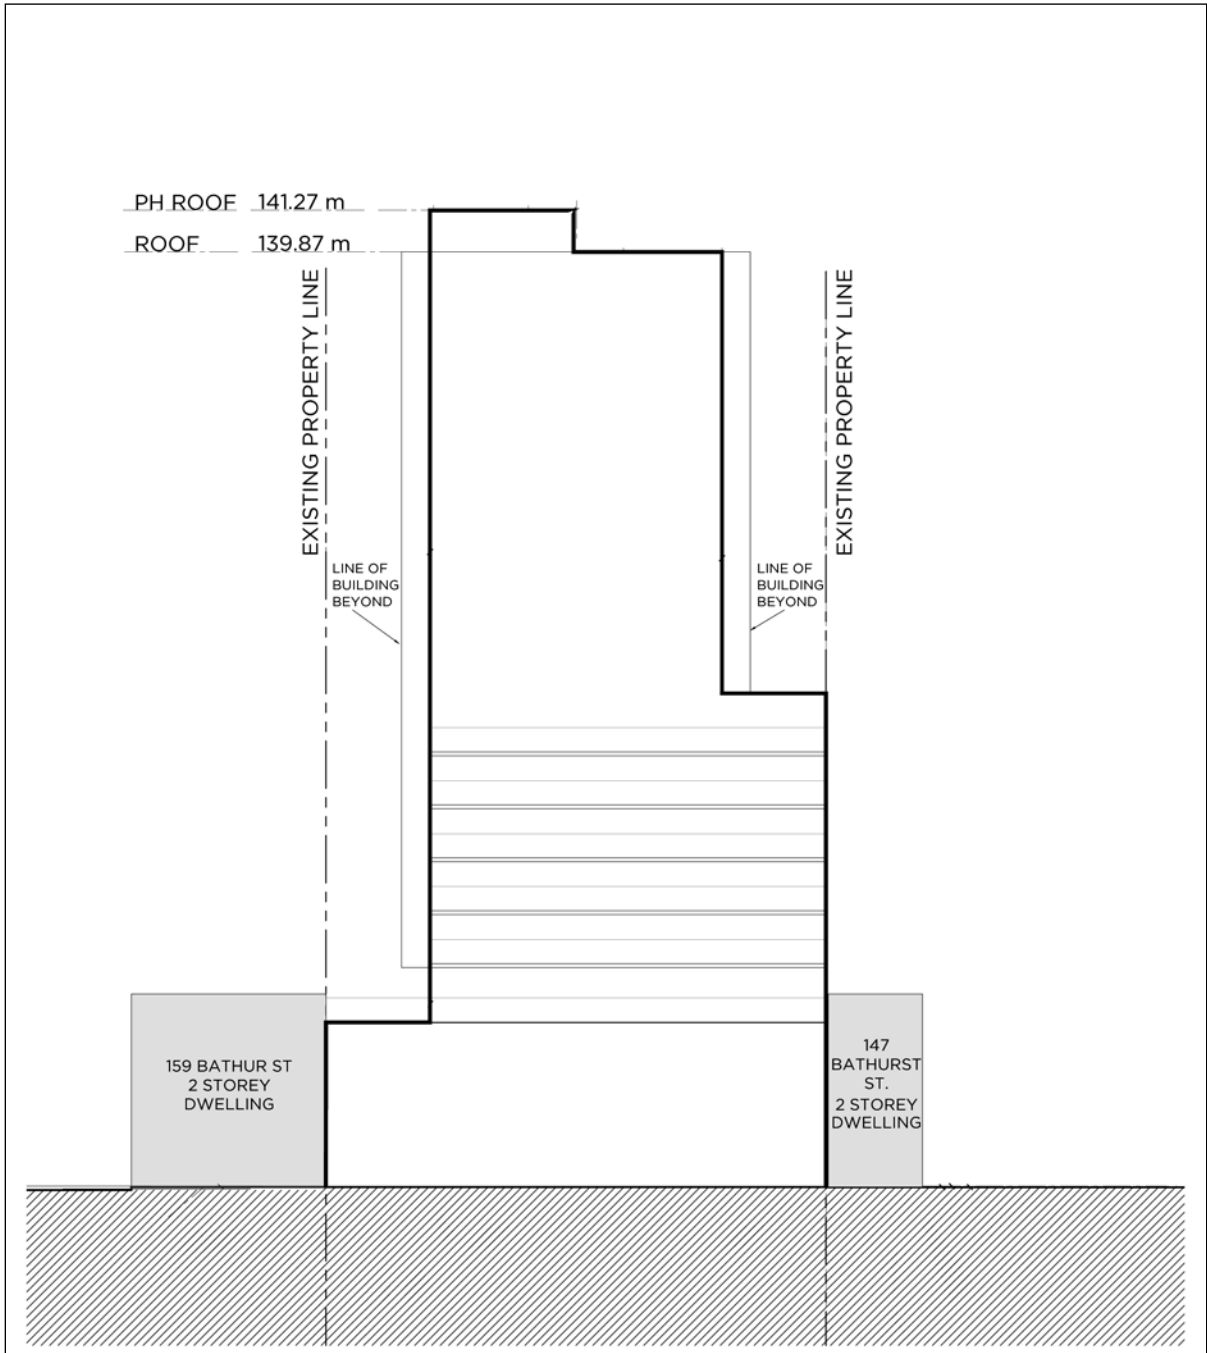 PH ROOF 141.27 m
ROOF 139.87 m
EXISTING PROPERTY LINE
EXISTING PROPERTY LINE
LINE OF
BUILDING
BEYOND
LINE OF
BUILDING
BEYOND
159 BATHUR ST
2 STOREY
DWELLING
147
BATHURST
ST.
2 STOREY
DWELLING